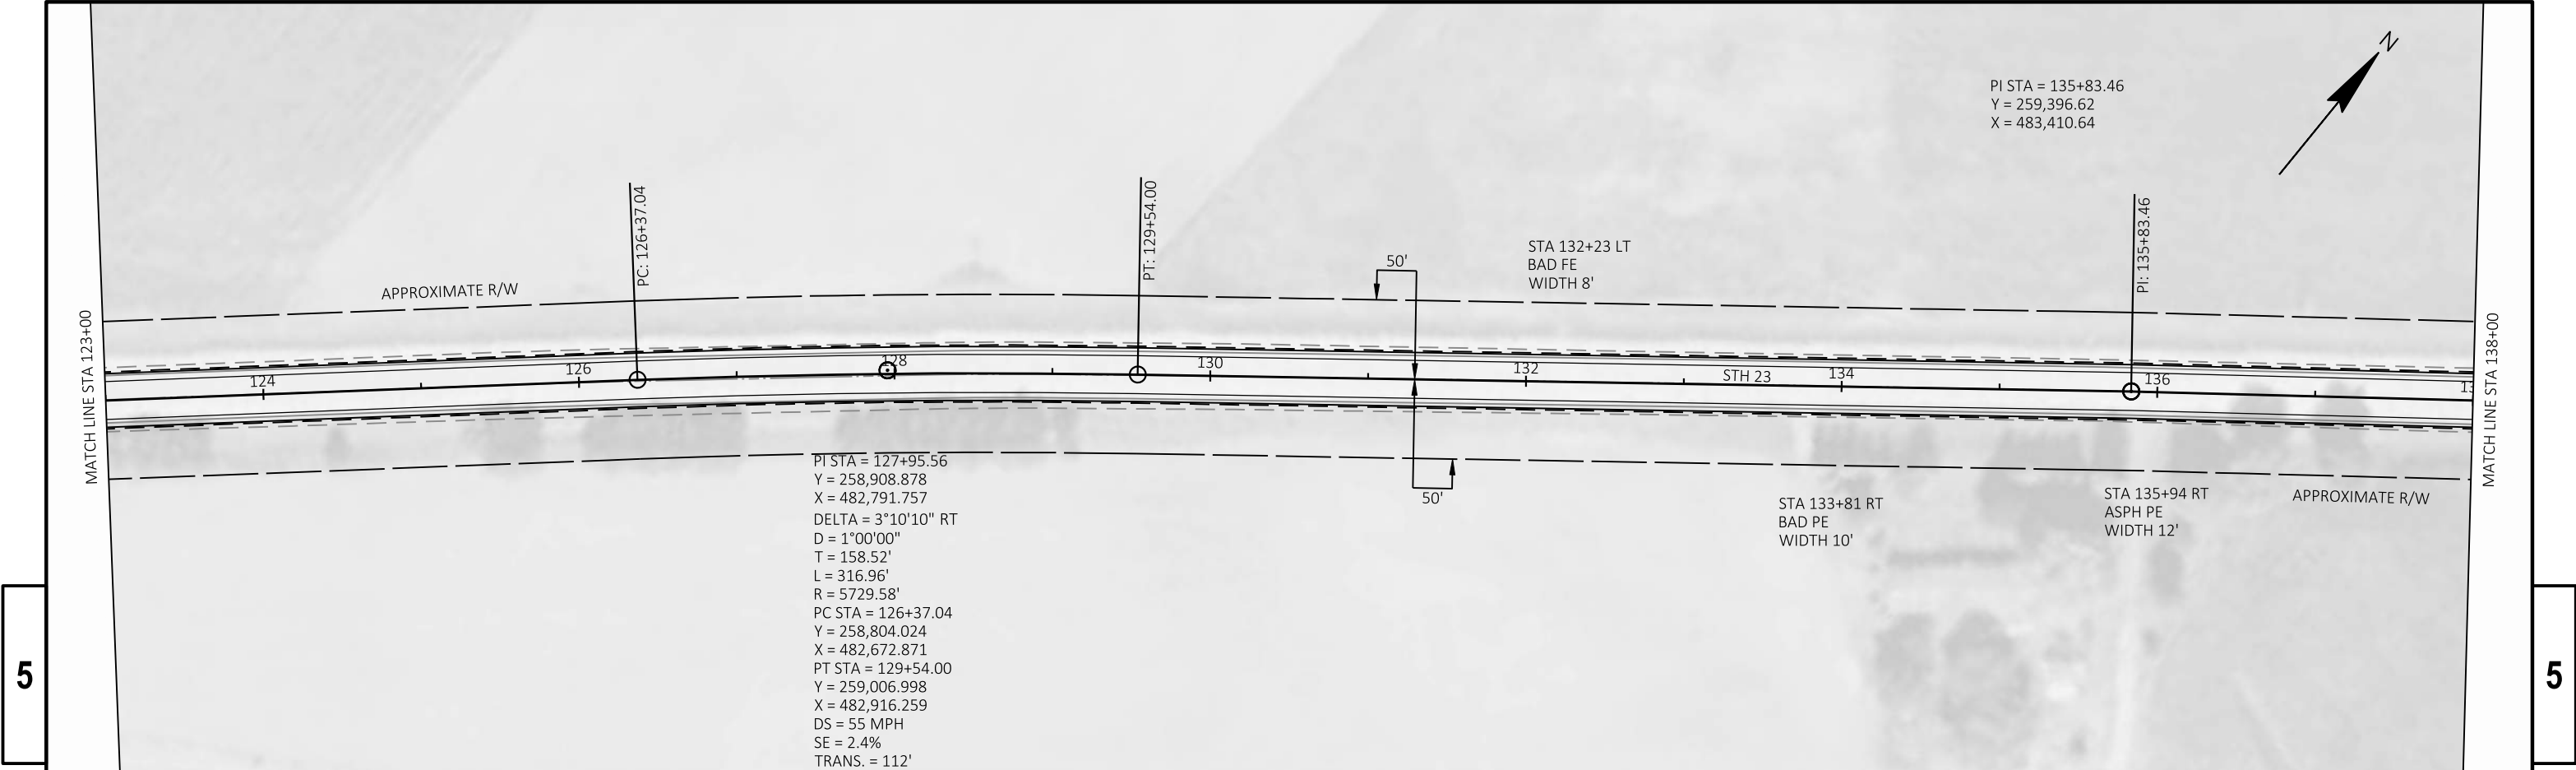 N
PI STA = 135+83.46
Y = 259,396.62
X = 483,410.64
PC: 126+37.04
PT: 129+54.00
PI: 135+83.46
STA 132+23 LT
BAD FE
WIDTH 8'
50'
APPROXIMATE R/W
MATCH LINE STA 123+00
MATCH LINE STA 138+00
124
126
128
130
132
STH 23
134
136
13
PI STA = 127+95.56
Y = 258,908.878
X = 482,791.757
DELTA = 3°10'10" RT
D = 1°00'00"
T = 158.52'
L = 316.96'
R = 5729.58'
PC STA = 126+37.04
Y = 258,804.024
X = 482,672.871
PT STA = 129+54.00
Y = 259,006.998
X = 482,916.259
DS = 55 MPH
SE = 2.4%
TRANS. = 112'
50'
STA 133+81 RT
BAD PE
WIDTH 10'
STA 135+94 RT
ASPH PE
WIDTH 12'
APPROXIMATE R/W
5
5